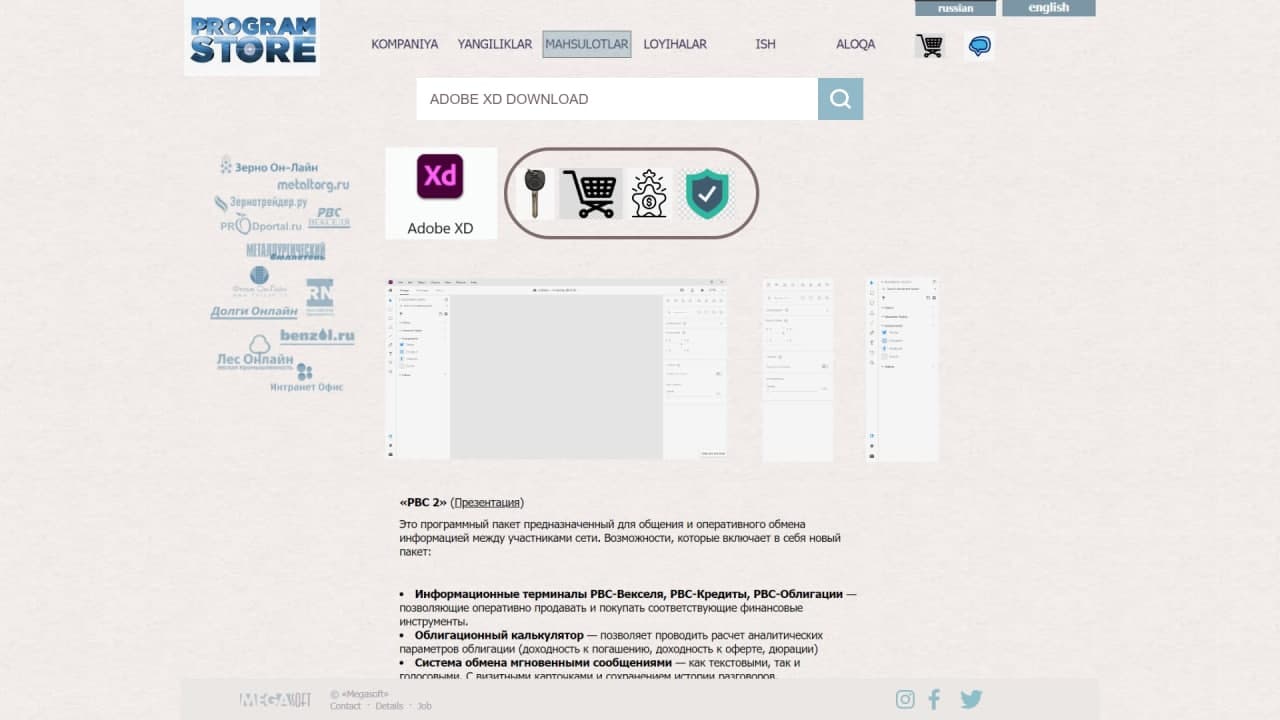 PROGRAM
STORE
KOMPANIYA YANGILIKLAR MAHSULOTLAR LOYIHALAR ISH ALOQA
russian english
ADOBE XD DOWNLOAD
Зерно Он-Лайн
metaltorg.ru
Зернотрейдер.ру
РВС
ВЕКСЕЛЯ
PRODportal.ru
МЕТАЛЛУРГИЧЕСКИЙ
бюллетень
RN
Долги Онлайн
benzol.ru
Лес Онлайн
Лесная Промышленность
Интранет Офис
Xd
Adobe XD
«РВС 2» (Презентация)
Это программный пакет предназначенный для общения и оперативного обмена
информацией между участниками сети. Возможности, которые включает в себя новый
пакет:
• Информационные терминалы РВС-Векселя, РВС-Кредиты, РВС-Облигации —
позволяющие оперативно продавать и покупать соответствующие финансовые
инструменты.
• Облигационный калькулятор — позволяет проводить расчет аналитических
параметров облигации (доходность к погашению, доходность к оферте, дюрации)
• Система обмена мгновенными сообщениями — как текстовыми, так и
голосовыми. С визитными карточками и сохранением истории разговоров.
MEGASOFT
© «Megasoft»
Contact · Details · Job